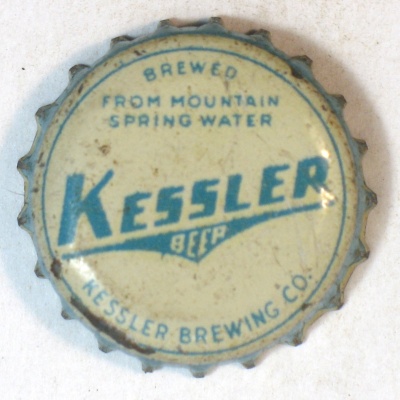 BREWED
FROM MOUNTAIN
SPRING WATER
KESSLER
BEER
KESSLER BREWING CO.